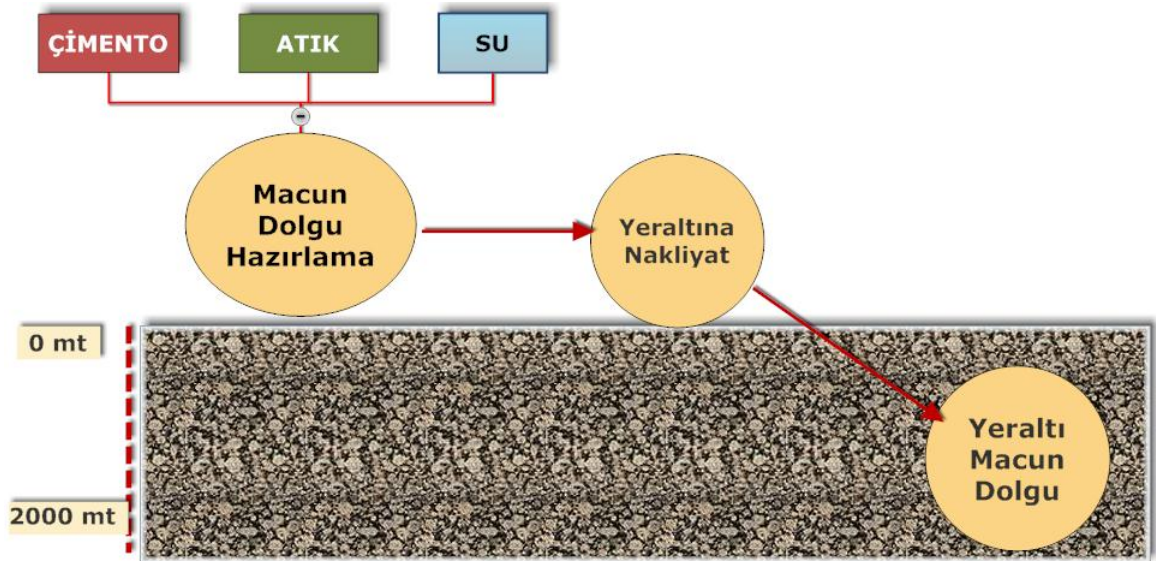 ÇİMENTO
ATIK
SU
Macun
Dolgu
Hazırlama
Yeraltına
Nakliyat
0 mt
Yeraltı
Macun
Dolgu
2000 mt